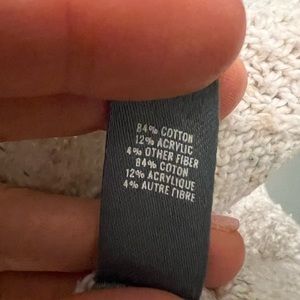 84% COTTON
12% ACRYLIC
4% OTHER FIBER
84% COTON
12% ACRYLIQUE
4% AUTRE FIBRE